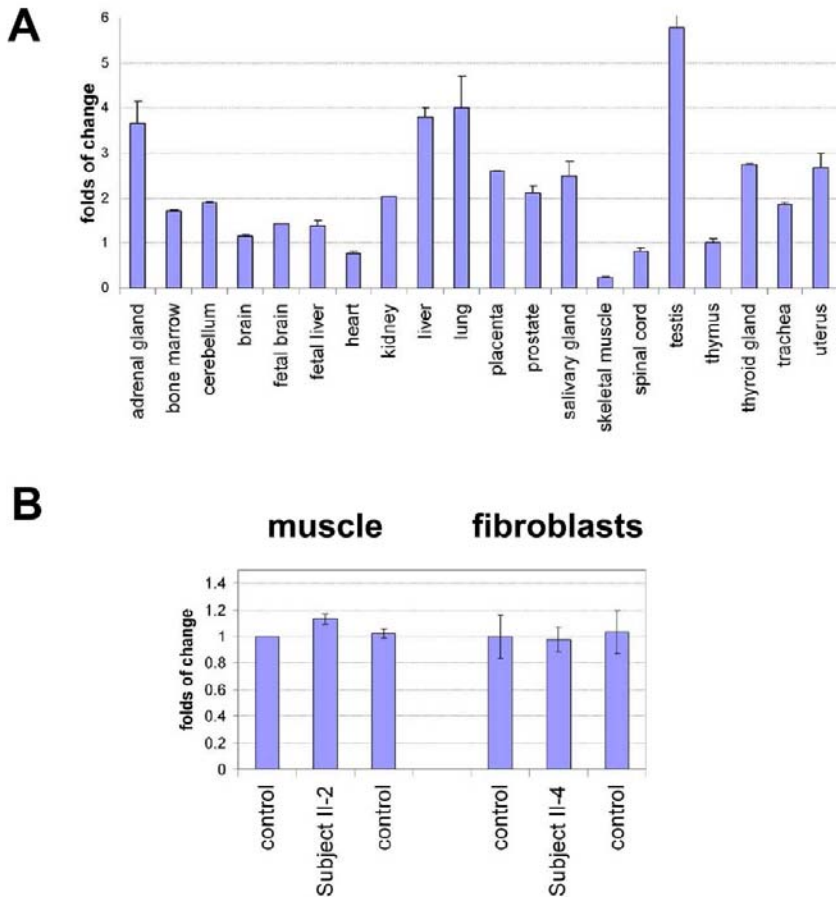 A
folds of change
6
5
4
3
2
1
0
adrenal gland
bone marrow
cerebellum
brain
fetal brain
fetal liver
heart
kidney
liver
lung
placenta
prostate
salivary gland
skeletal muscle
spinal cord
testis
thymus
thyroid gland
trachea
uterus
B
muscle
fibroblasts
folds of change
1.4
1.2
1
0.8
0.6
0.4
0.2
0
control
Subject II-2
control
control
Subject II-4
control